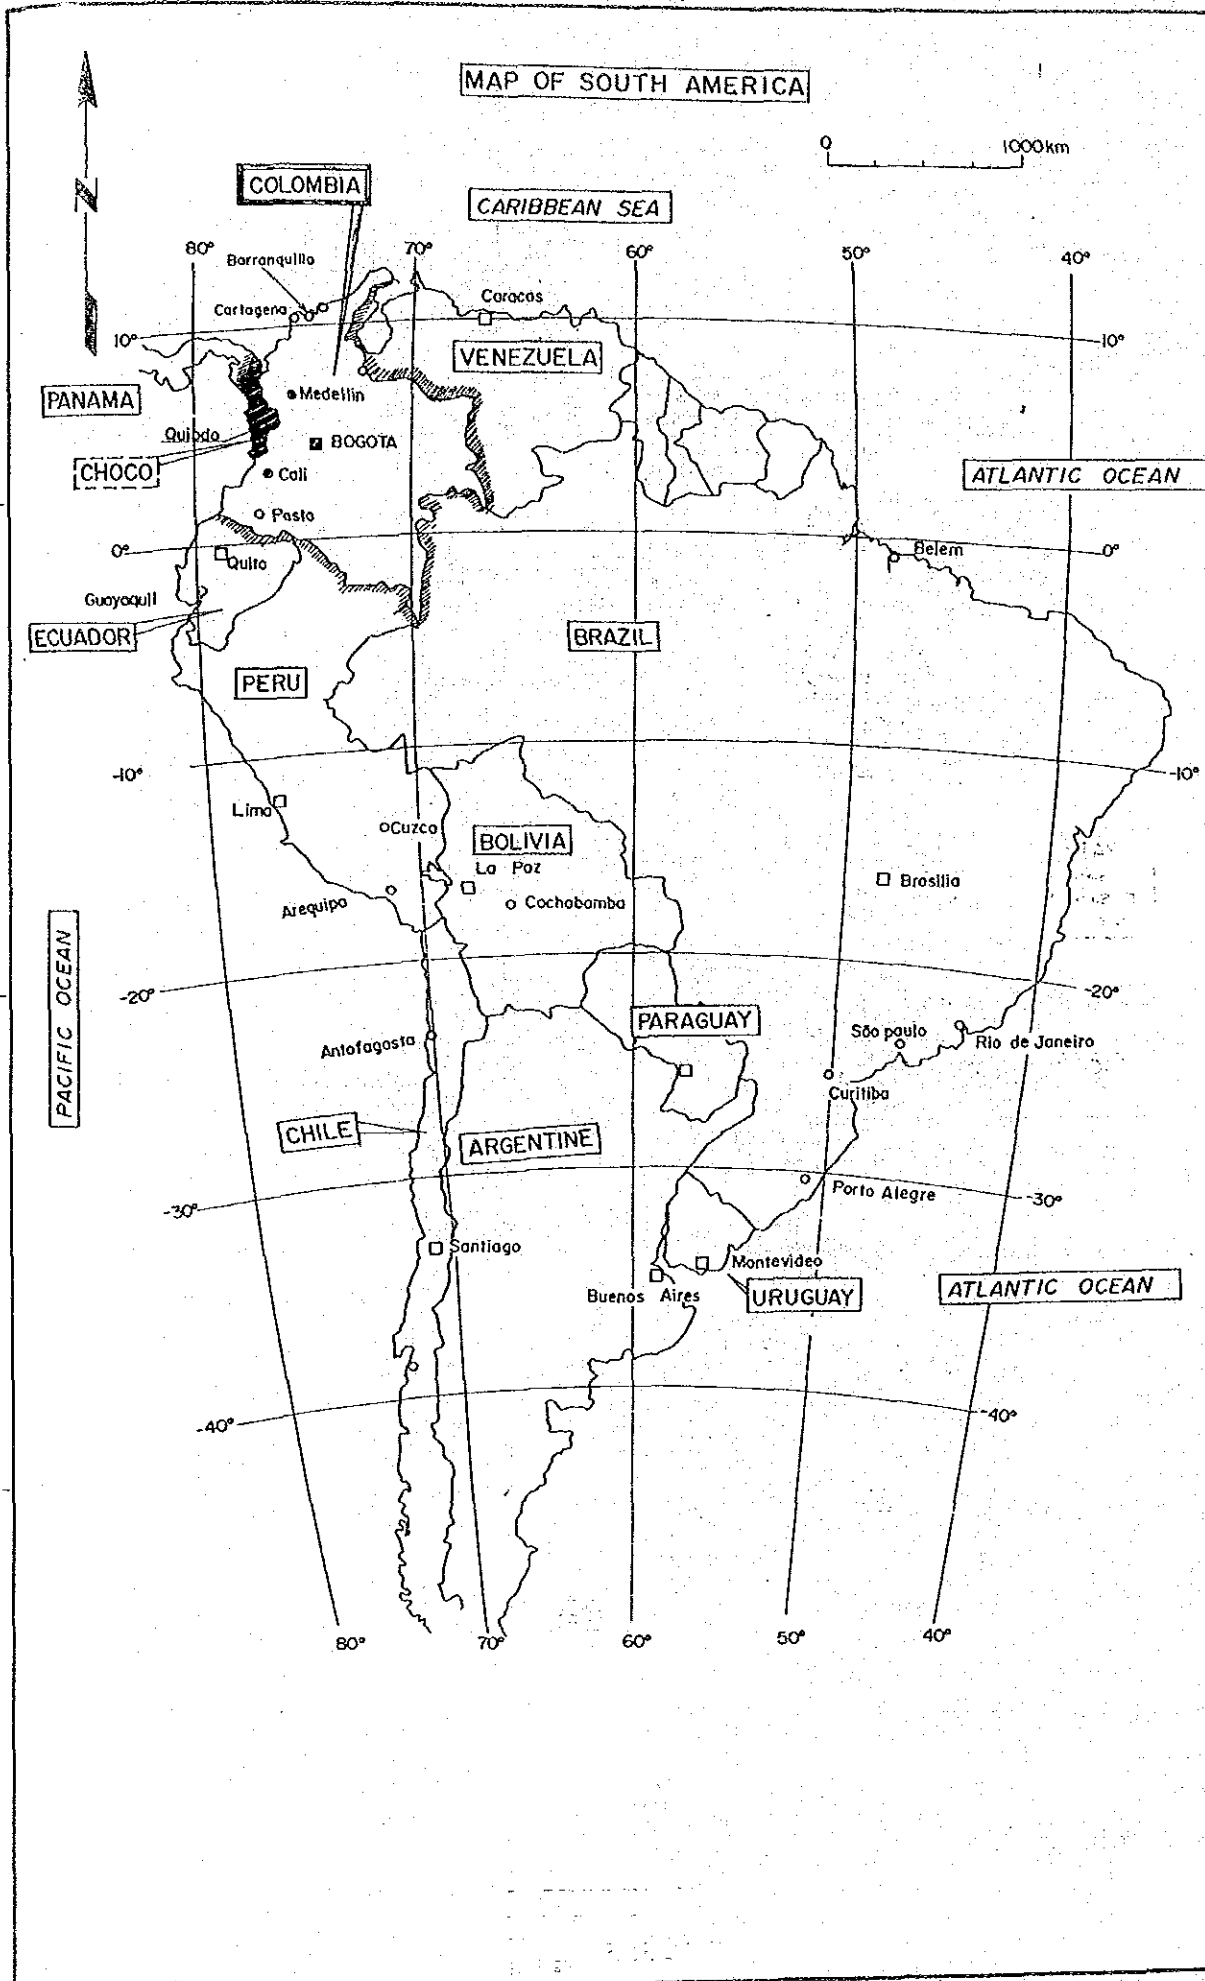 MAP OF SOUTH AMERICA
0 1000km
N
COLOMBIA
CARIBBEAN SEA
80° 70° 60° 50° 40°
Barranquilla
Cartagena
Caracas
10° 10°
VENEZUELA
PANAMA
Medellin
Quibdo
BOGOTA
CHOCO
Cali
ATLANTIC OCEAN
Pasto
0° 0°
Quito
Belem
Guayaquil
ECUADOR
BRAZIL
PERU
-10° -10°
Lima
Cuzco
BOLIVIA
La Paz
Brasilia
Arequipa
Cochabamba
PACIFIC OCEAN
-20° -20°
PARAGUAY
São paulo
Rio de Janeiro
Antofagasta
Curitiba
CHILE
ARGENTINE
Porto Alegre
-30° -30°
Santiago
Montevideo
Buenos Aires
URUGUAY
ATLANTIC OCEAN
-40° -40°
80° 70° 60° 50° 40°